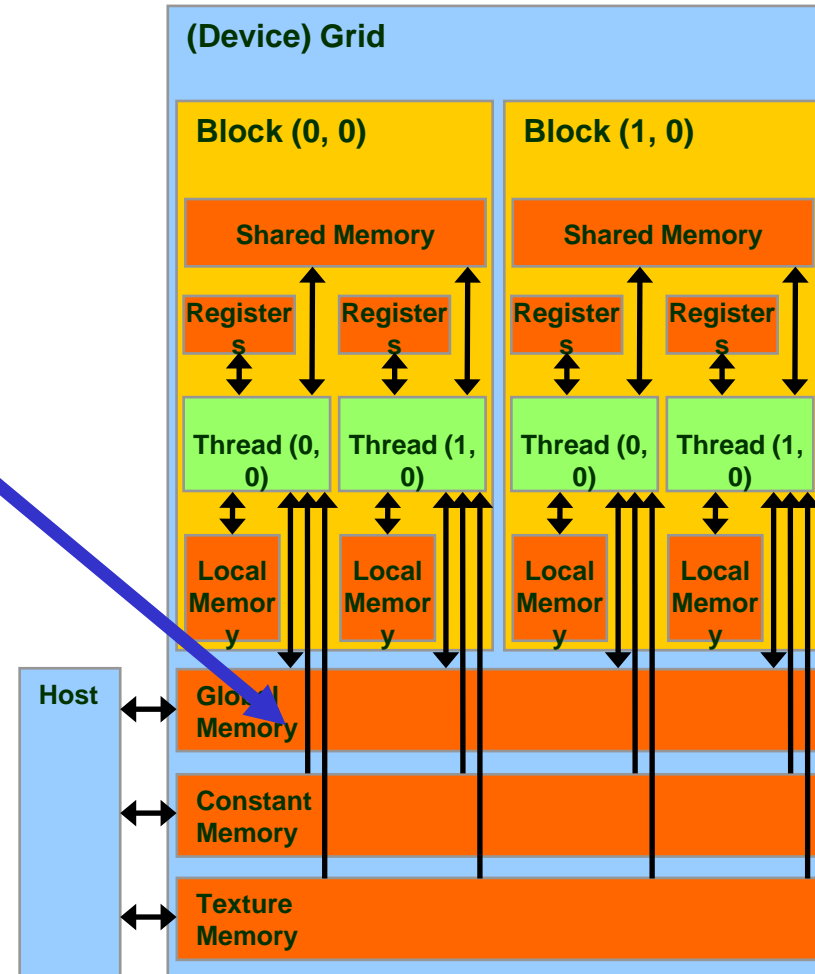 (Device) Grid
Block (0, 0)
Block (1, 0)
Shared Memory
Shared Memory
Register
s
Register
s
Register
s
Register
s
Thread (0,
0)
Thread (1,
0)
Thread (0,
0)
Thread (1,
0)
Local
Memor
y
Local
Memor
y
Local
Memor
y
Local
Memor
y
Host
Global
Memory
Constant
Memory
Texture
Memory